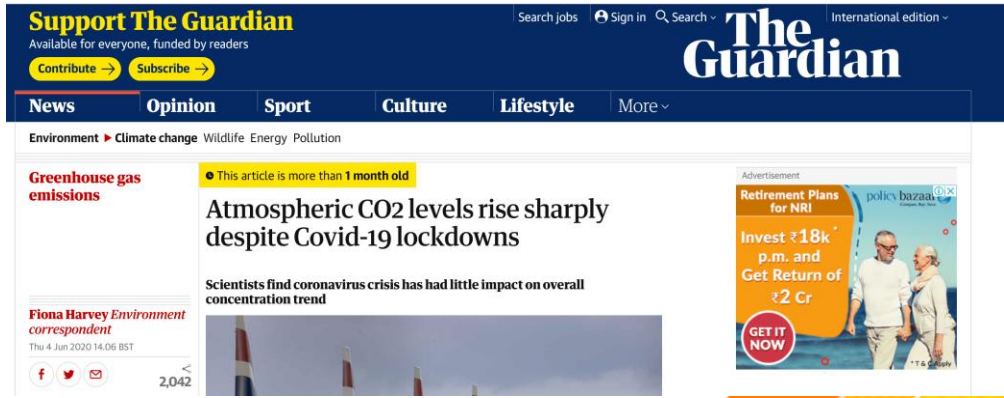 Support The Guardian
Available for everyone, funded by readers
Contribute →
Subscribe →
Search jobs
Sign in
Search
International edition
The
Guardian
News
Opinion
Sport
Culture
Lifestyle
More
Environment
Climate change
Wildlife
Energy
Pollution
Greenhouse gas
emissions
This article is more than 1 month old
Atmospheric CO2 levels rise sharply
despite Covid-19 lockdowns
Scientists find coronavirus crisis has had little impact on overall
concentration trend
Fiona Harvey Environment
correspondent
Thu 4 Jun 2020 14.06 BST
2,042
Advertisement
Retirement Plans
for NRI
policy bazaar
Invest ₹18k*
p.m. and
Get Return of
₹2 Cr
GET IT
NOW
*T & C Apply